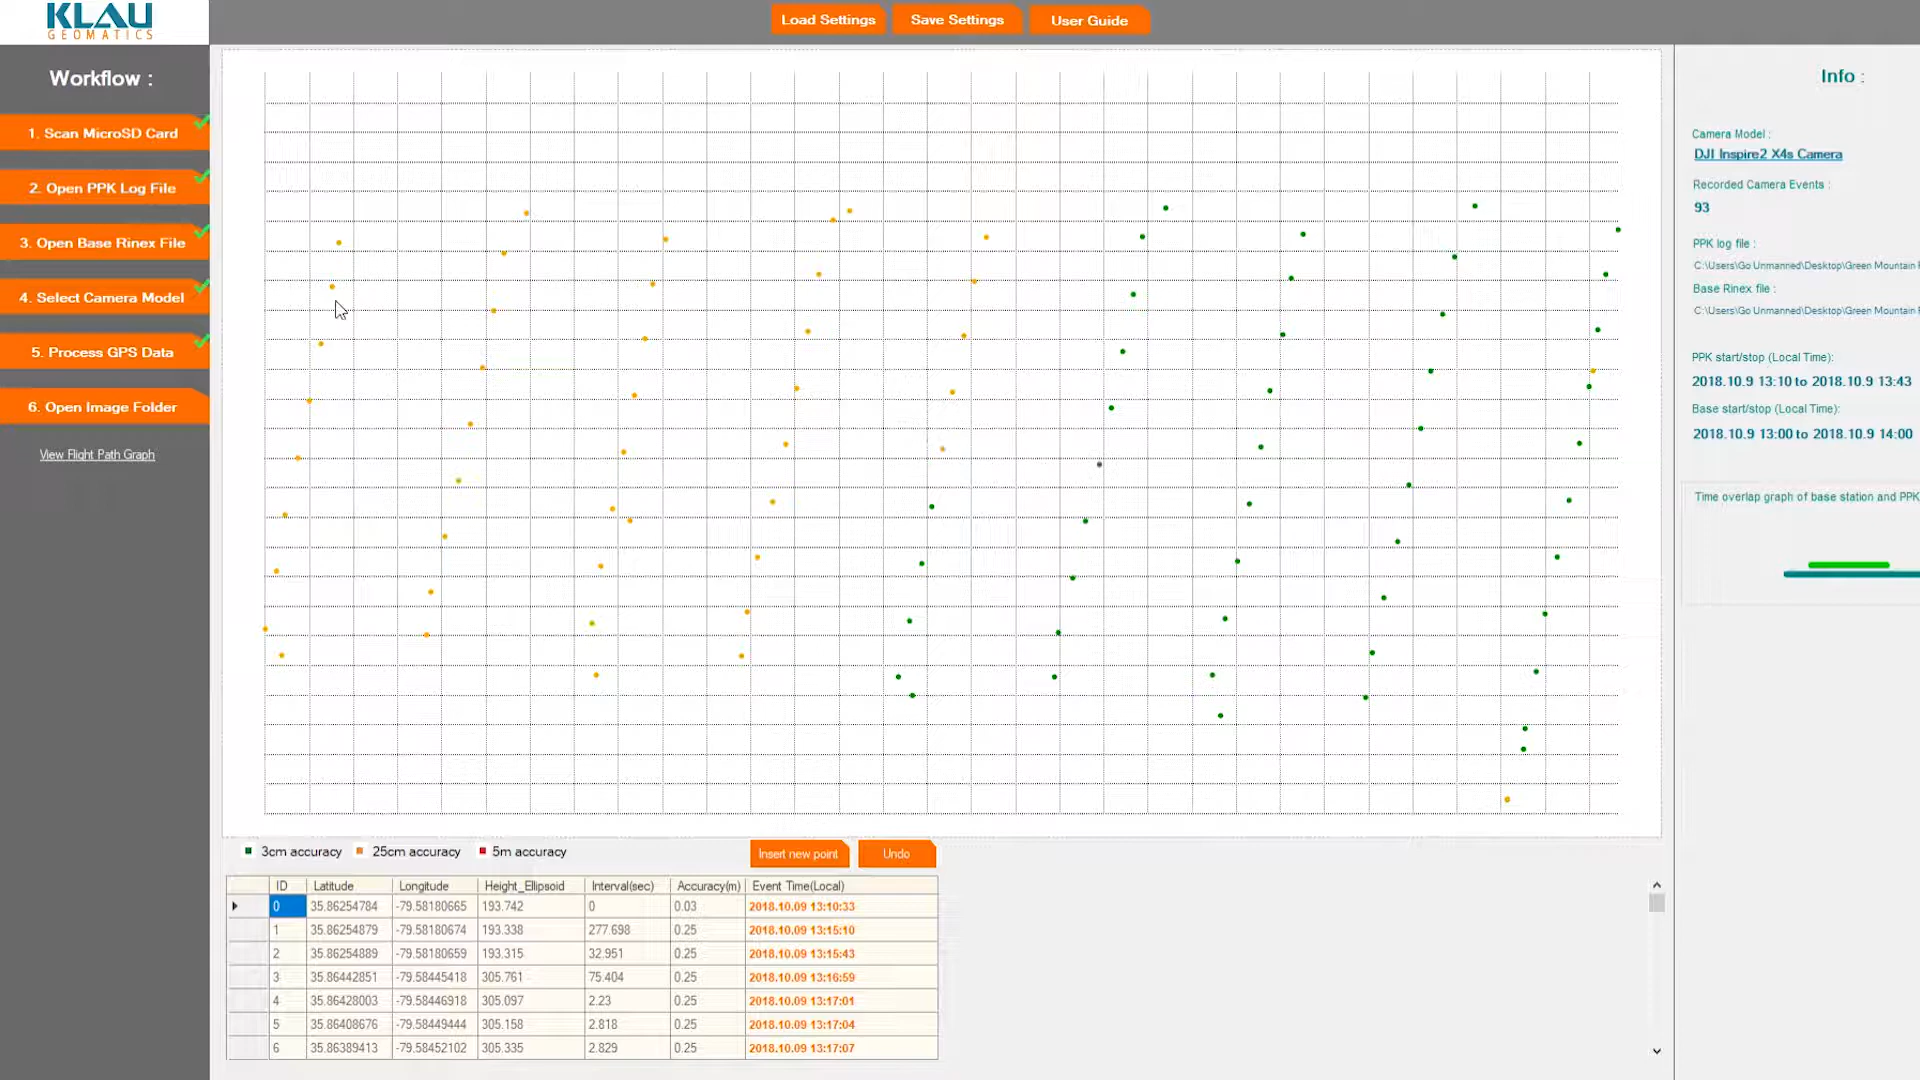 KLAU
GEOMATICS
Load Settings
Save Settings
User Guide
Workflow :
1. Scan MicroSD Card
2. Open PPK Log File
3. Open Base Rinex File
4. Select Camera Model
5. Process GPS Data
6. Open Image Folder
View Flight Path Graph
Info :
Camera Model :
DJI Inspire2 X4s Camera
Recorded Camera Events :
93
PPK log file :
C:\Users\Go Unmanned\Desktop\Green Mountain
Base Rinex file :
C:\Users\Go Unmanned\Desktop\Green Mountain
PPK start/stop (Local Time):
2018.10.9 13:10 to 2018.10.9 13:43
Base start/stop (Local Time):
2018.10.9 13:00 to 2018.10.9 14:00
Time overlap graph of base station and PPK
3cm accuracy 25cm accuracy 5m accuracy
Insert new point
Undo
ID Latitude Longitude Height_Ellipsoid Interval(sec) Accuracy(m) Event Time(Local)
0 35.86254784 -79.58180665 193.742 0 0.03 2018.10.09 13:10:33
1 35.86254879 -79.58180674 193.338 277.698 0.25 2018.10.09 13:15:10
2 35.86254889 -79.58180659 193.315 32.951 0.25 2018.10.09 13:15:43
3 35.86442851 -79.58445418 305.761 75.404 0.25 2018.10.09 13:16:59
4 35.86428003 -79.58446918 305.097 2.23 0.25 2018.10.09 13:17:01
5 35.86408676 -79.58449444 305.158 2.818 0.25 2018.10.09 13:17:04
6 35.86389413 -79.58452102 305.335 2.829 0.25 2018.10.09 13:17:07